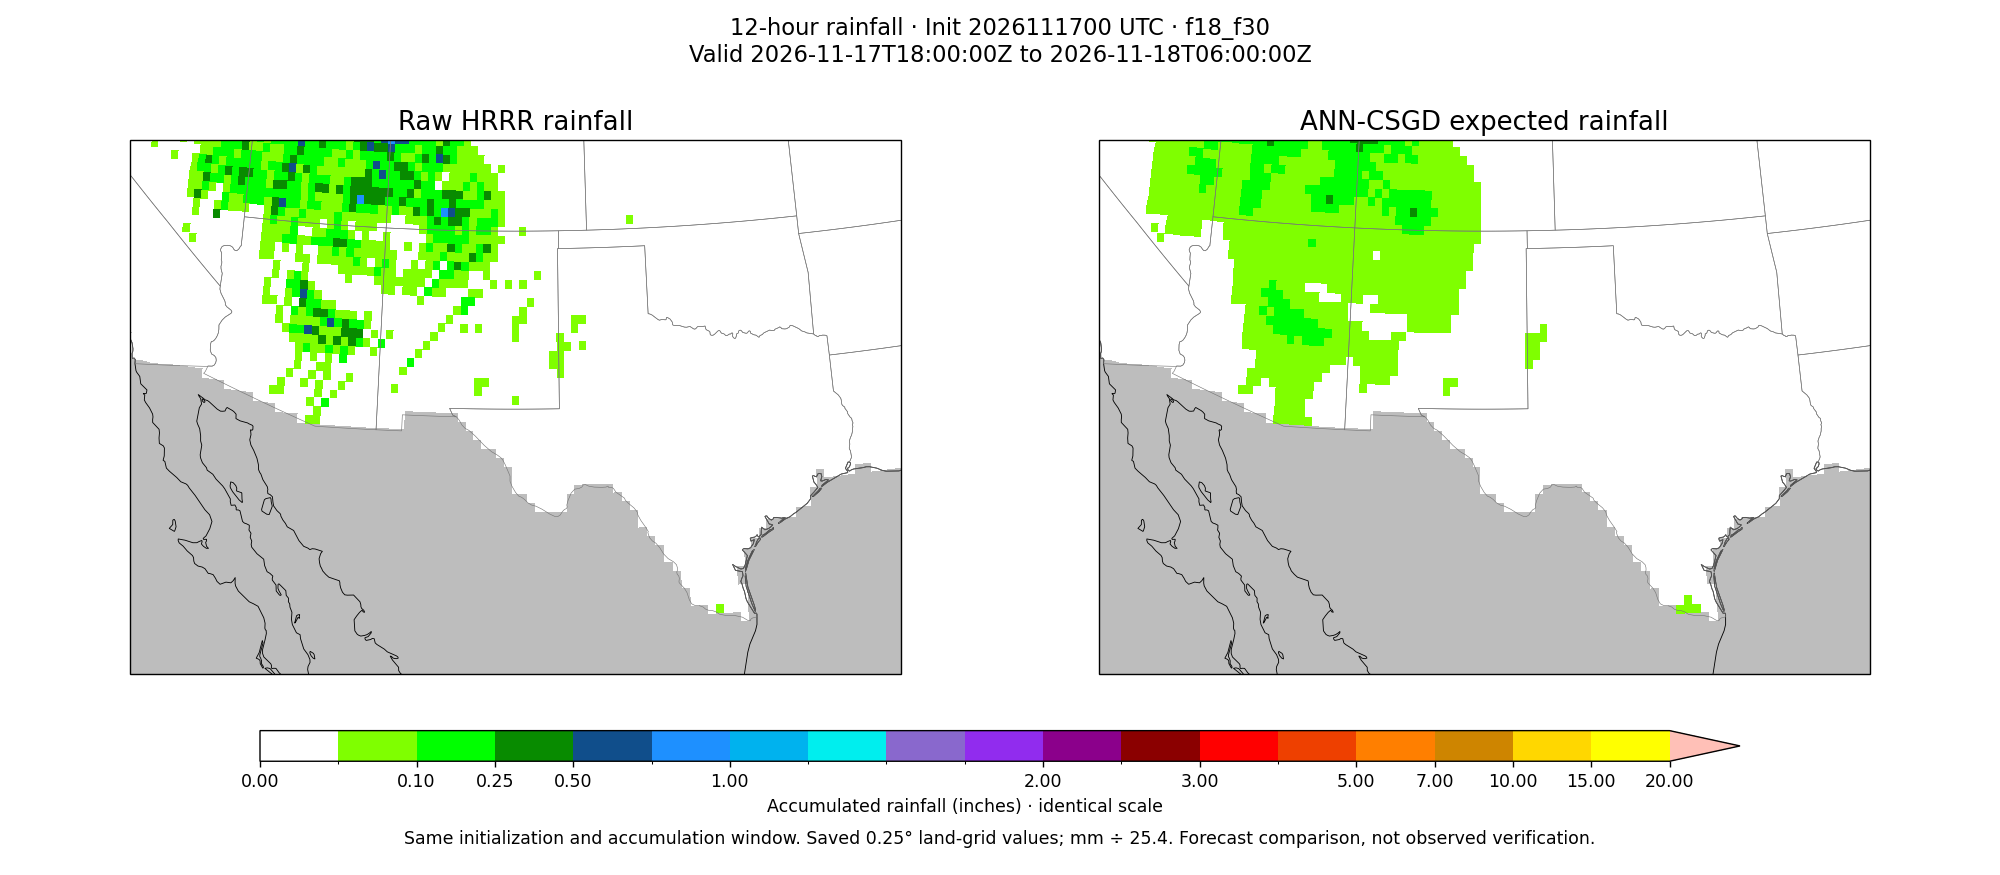 12-hour rainfall · Init 2026111700 UTC · f18_f30
Valid 2026-11-17T18:00:00Z to 2026-11-18T06:00:00Z
Raw HRRR rainfall
ANN-CSGD expected rainfall
0.00 0.10 0.25 0.50 1.00 2.00 3.00 5.00 7.00 10.00 15.00 20.00
Accumulated rainfall (inches) · identical scale
Same initialization and accumulation window. Saved 0.25° land-grid values; mm ÷ 25.4. Forecast comparison, not observed verification.